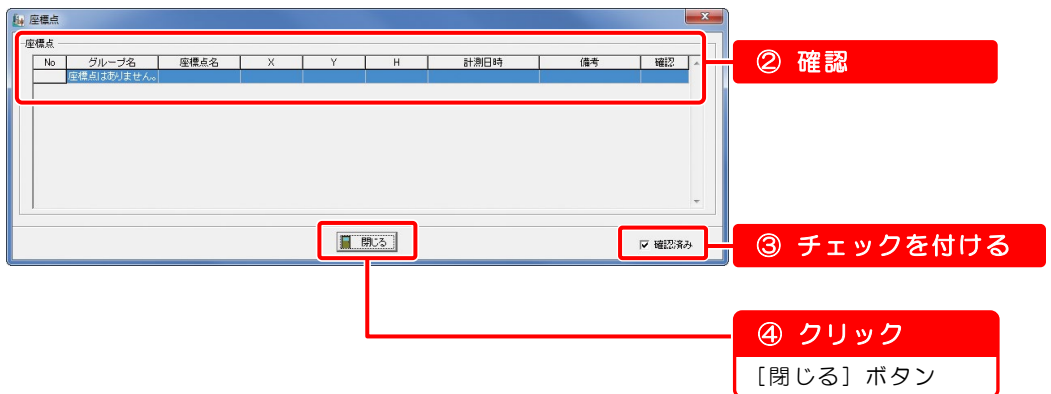 座標点
座標点
No グループ名 座標点名 X Y H 計測日時 備考 確認
座標点はありません。
② 確認
閉じる
確認済み
③ チェックを付ける
④ クリック
[閉じる] ボタン